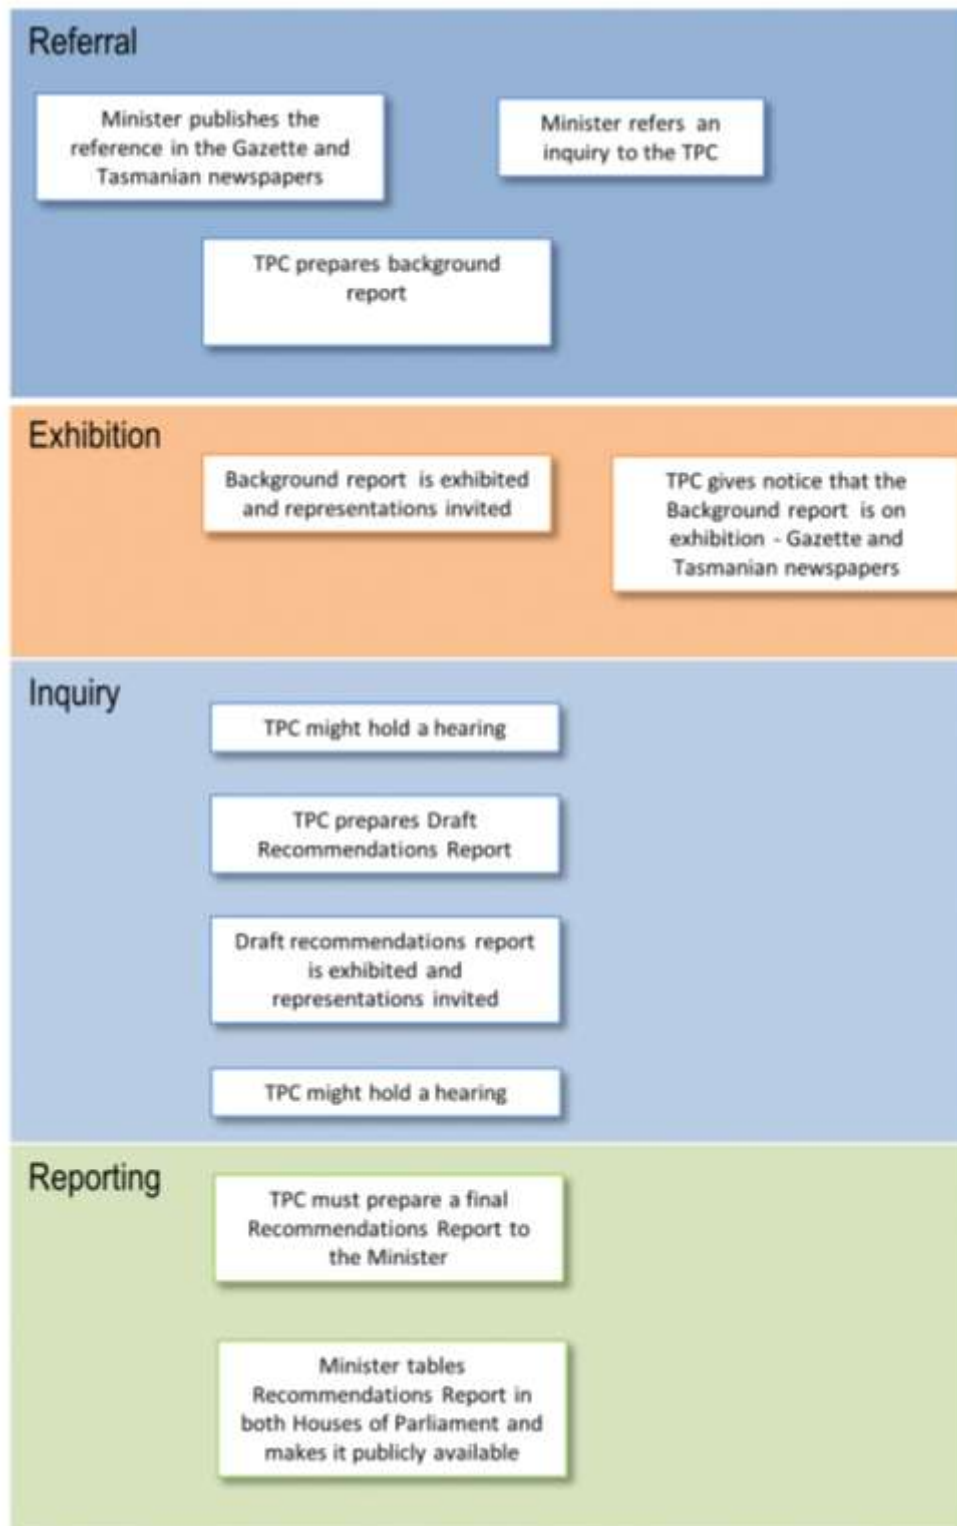 Referral
Minister publishes the
reference in the Gazette and
Tasmanian newspapers
Minister refers an
inquiry to the TPC
TPC prepares background
report
Exhibition
Background report is exhibited
and representations invited
TPC gives notice that the
Background report is on
exhibition - Gazette and
Tasmanian newspapers
Inquiry
TPC might hold a hearing
TPC prepares Draft
Recommendations Report
Draft recommendations report
is exhibited and
representations invited
TPC might hold a hearing
Reporting
TPC must prepare a final
Recommendations Report to
the Minister
Minister tables
Recommendations Report in
both Houses of Parliament and
makes it publicly available